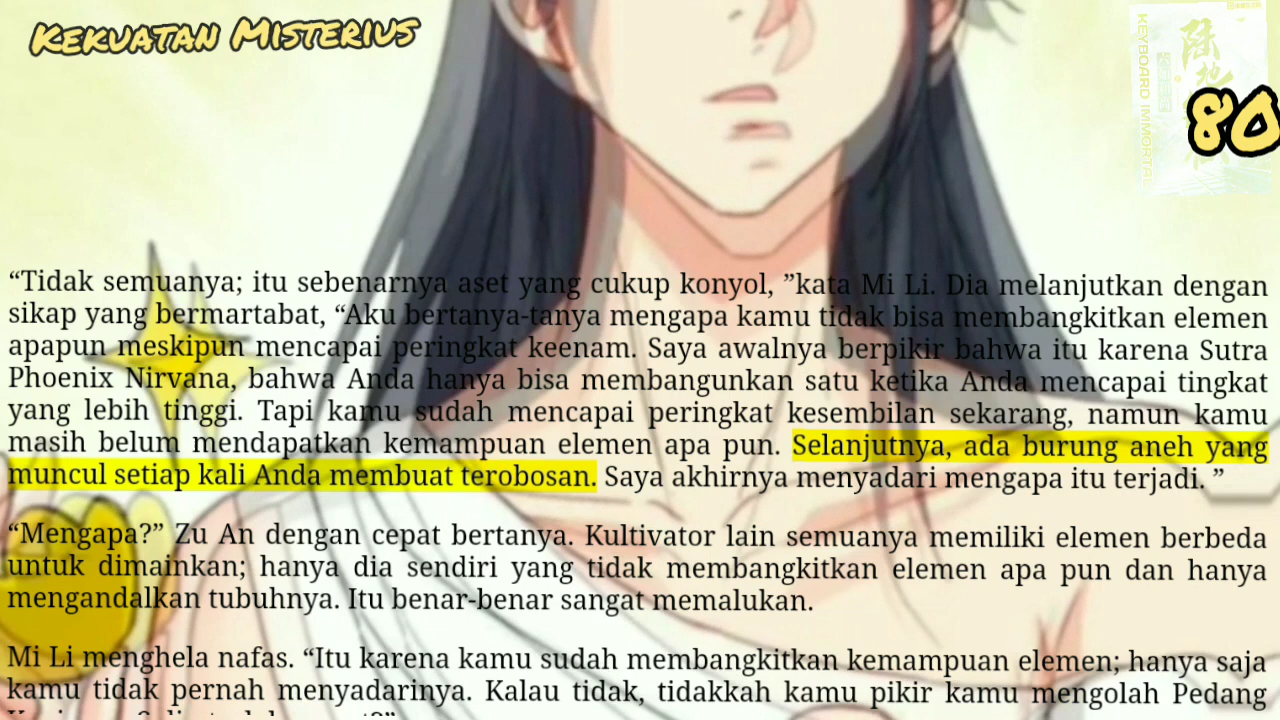 Kekuatan Misterius
KEYBOARD IMMORTAL
80
“Tidak semuanya; itu sebenarnya aset yang cukup konyol, ”kata Mi Li. Dia melanjutkan dengan
sikap yang bermartabat, “Aku bertanya-tanya mengapa kamu tidak bisa membangkitkan elemen
apapun meskipun mencapai peringkat keenam. Saya awalnya berpikir bahwa itu karena Sutra
Phoenix Nirvana, bahwa Anda hanya bisa membangunkan satu ketika Anda mencapai tingkat
yang lebih tinggi. Tapi kamu sudah mencapai peringkat kesembilan sekarang, namun kamu
masih belum mendapatkan kemampuan elemen apa pun. Selanjutnya, ada burung aneh yang
muncul setiap kali Anda membuat terobosan. Saya akhirnya menyadari mengapa itu terjadi. ”
“Mengapa?” Zu An dengan cepat bertanya. Kultivator lain semuanya memiliki elemen berbeda
untuk dimainkan; hanya dia sendiri yang tidak membangkitkan elemen apa pun dan hanya
mengandalkan tubuhnya. Itu benar-benar sangat memalukan.
Mi Li menghela nafas. “Itu karena kamu sudah membangkitkan kemampuan elemen; hanya saja
kamu tidak pernah menyadarinya. Kalau tidak, tidakkah kamu pikir kamu mengolah Pedang